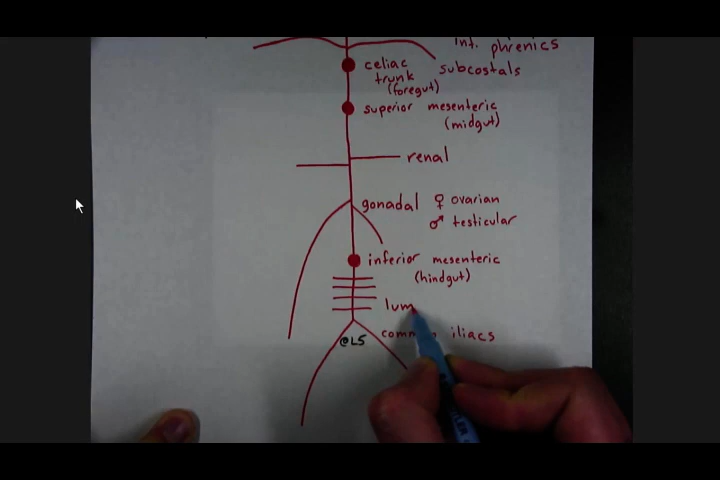 Int. phrenics
celiac trunk (foregut)
subcostals
superior mesenteric
(midgut)
renal
gonadal ♀ ovarian
♂ testicular
inferior mesenteric
(hindgut)
lum
@L5
iliacs